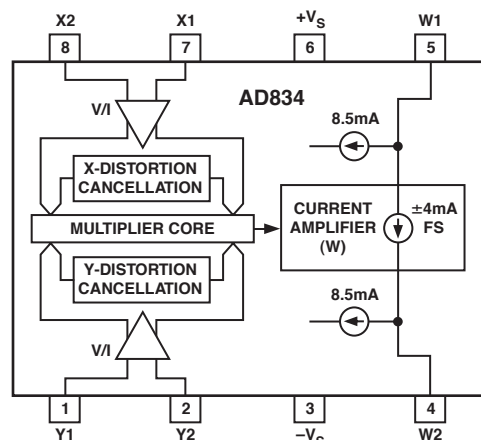 X2 X1 +VS W1
8 7 6 5
AD834
V/I
8.5mA
X-DISTORTION
CANCELLATION
MULTIPLIER CORE
CURRENT
AMPLIFIER
(W)
±4mA
FS
Y-DISTORTION
CANCELLATION
8.5mA
V/I
1 2 3 4
Y1 Y2 –VS W2